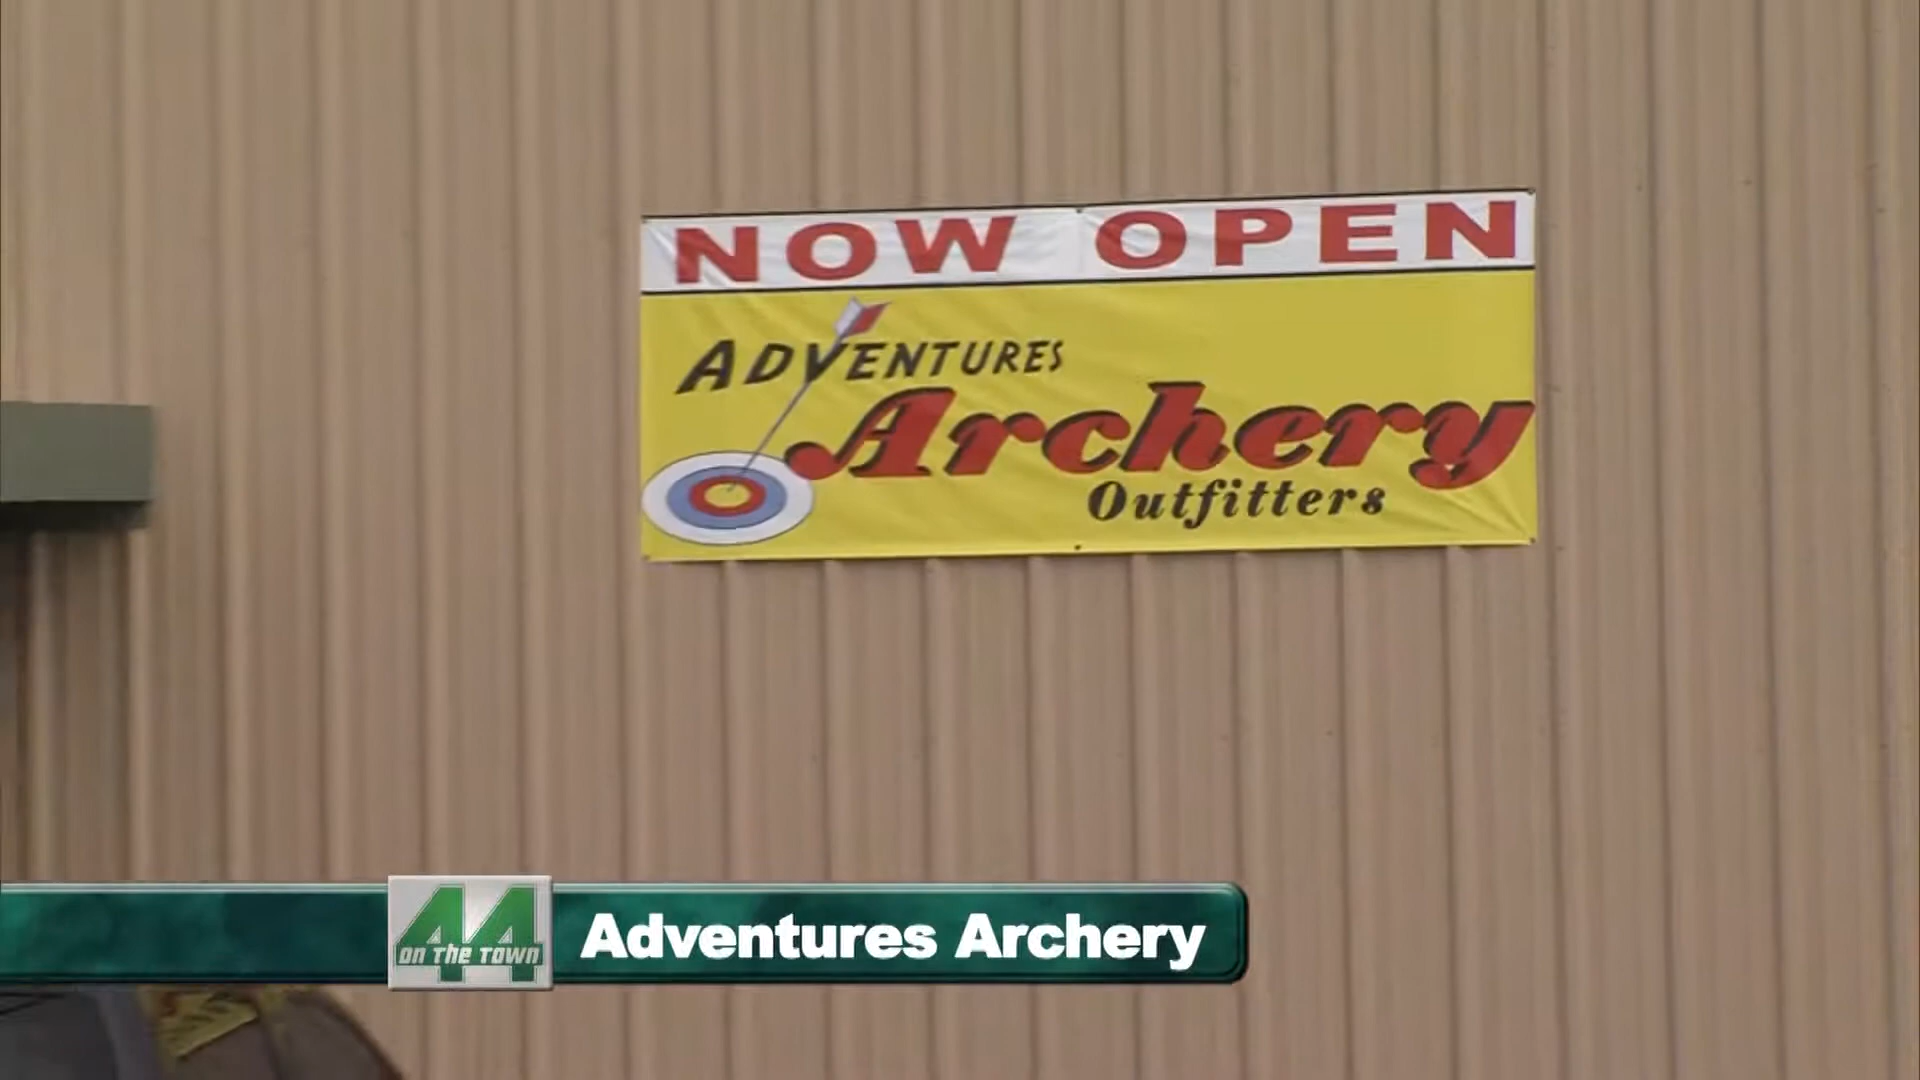 NOW OPEN
ADVENTURES
Archery
Outfitters
44
on THE TOWN
Adventures Archery